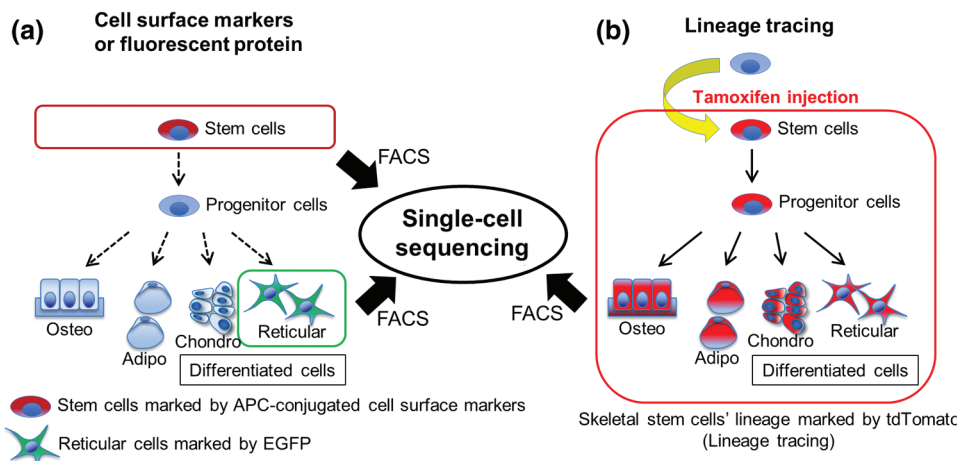 (a)
Cell surface markers
or fluorescent protein
Stem cells
Progenitor cells
Osteo
Adipo
Chondro
Reticular
Differentiated cells
Stem cells marked by APC-conjugated cell surface markers
Reticular cells marked by EGFP
FACS
Single-cell
sequencing
FACS
FACS
(b)
Lineage tracing
Tamoxifen injection
Stem cells
Progenitor cells
Osteo
Adipo
Chondro
Reticular
Differentiated cells
Skeletal stem cells' lineage marked by tdTomato
(Lineage tracing)